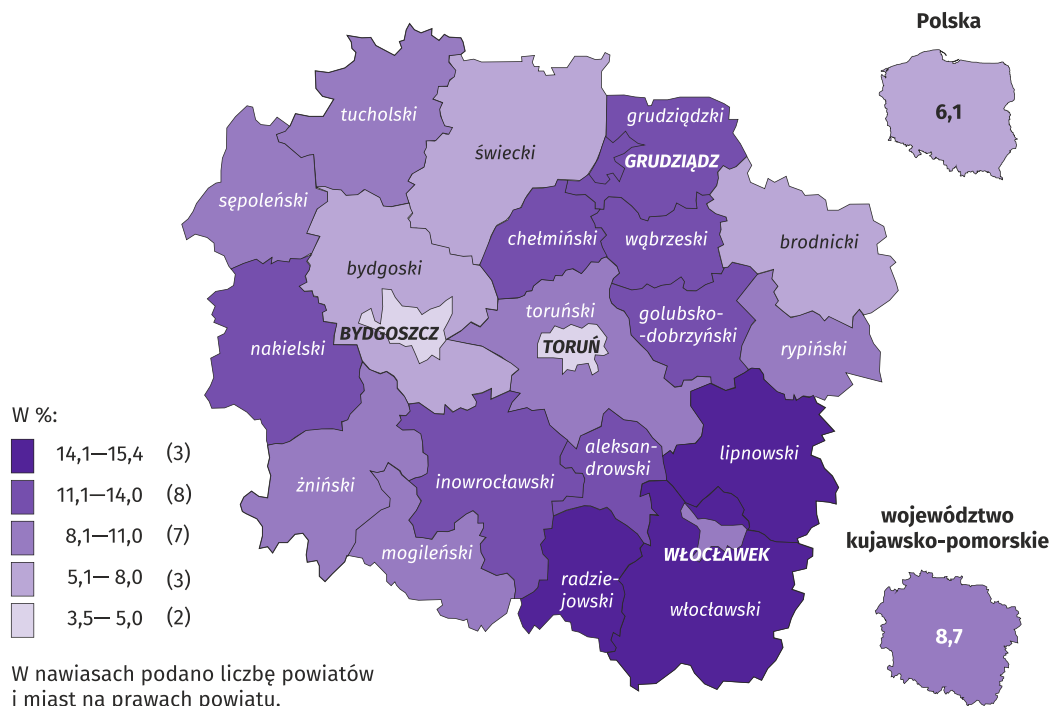 Polska
6,1
tucholski
grudziądzki
świecki
GRUDZIĄDZ
sępoleński
chełmiński
wąbrzeski
brodnicki
bydgoski
toruński
golubsko-
-dobrzyński
BYDGOSZCZ
TORUŃ
nakielski
rypiński
W %:
14,1—15,4 (3)
11,1—14,0 (8)
8,1—11,0 (7)
5,1— 8,0 (3)
3,5— 5,0 (2)
aleksan-
drowski
lipnowski
żniński
inowrocławski
mogileński
WŁOCŁAWEK
radzie-
jowski
włocławski
województwo
kujawsko-pomorskie
8,7
W nawiasach podano liczbę powiatów
i miast na prawach powiatu.